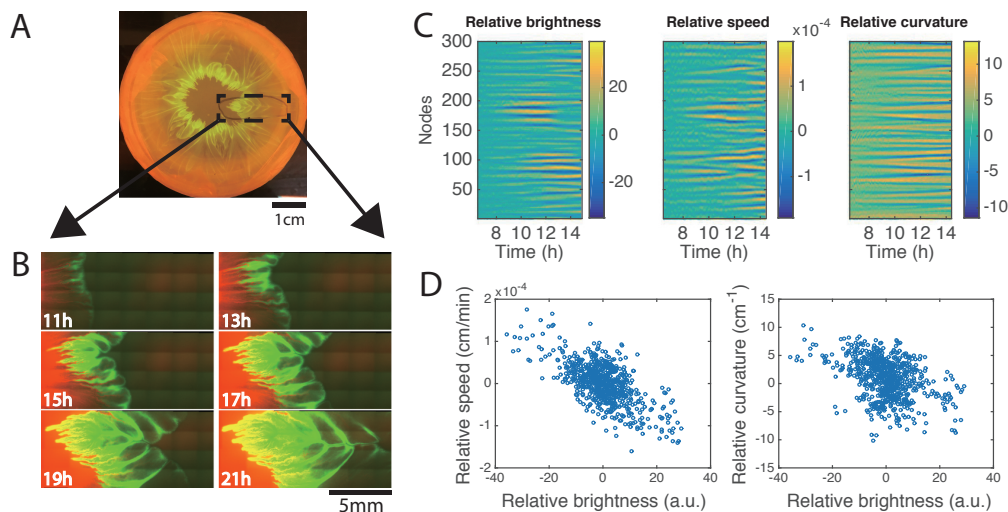 A
1cm
B
11h
13h
15h
17h
19h
21h
5mm
C
Relative brightness
Relative speed
Relative curvature
×10⁻⁴
Nodes
300
250
200
150
100
50
8 10 12 14
Time (h)
20
0
-20
8 10 12 14
Time (h)
1
0
-1
8 10 12 14
Time (h)
10
5
0
-5
-10
D
×10⁻⁴
Relative speed (cm/min)
2
1
0
-1
-2
-40 -20 0 20 40
Relative brightness (a.u.)
Relative curvature (cm⁻¹)
15
10
5
0
-5
-10
-15
-40 -20 0 20 40
Relative brightness (a.u.)